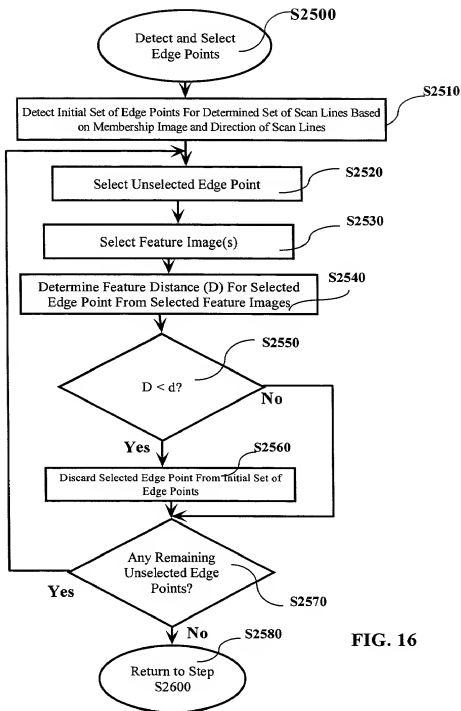 S2500
Detect and Select
Edge Points
S2510
Detect Initial Set of Edge Points For Determined Set of Scan Lines Based
on Membership Image and Direction of Scan Lines
S2520
Select Unselected Edge Point
S2530
Select Feature Image(s)
S2540
Determine Feature Distance (D) For Selected
Edge Point From Selected Feature Images
S2550
D < d?
No
Yes
S2560
Discard Selected Edge Point From Initial Set of
Edge Points
Any Remaining
Unselected Edge
Points?
Yes
S2570
No
S2580
Return to Step
S2600
FIG. 16